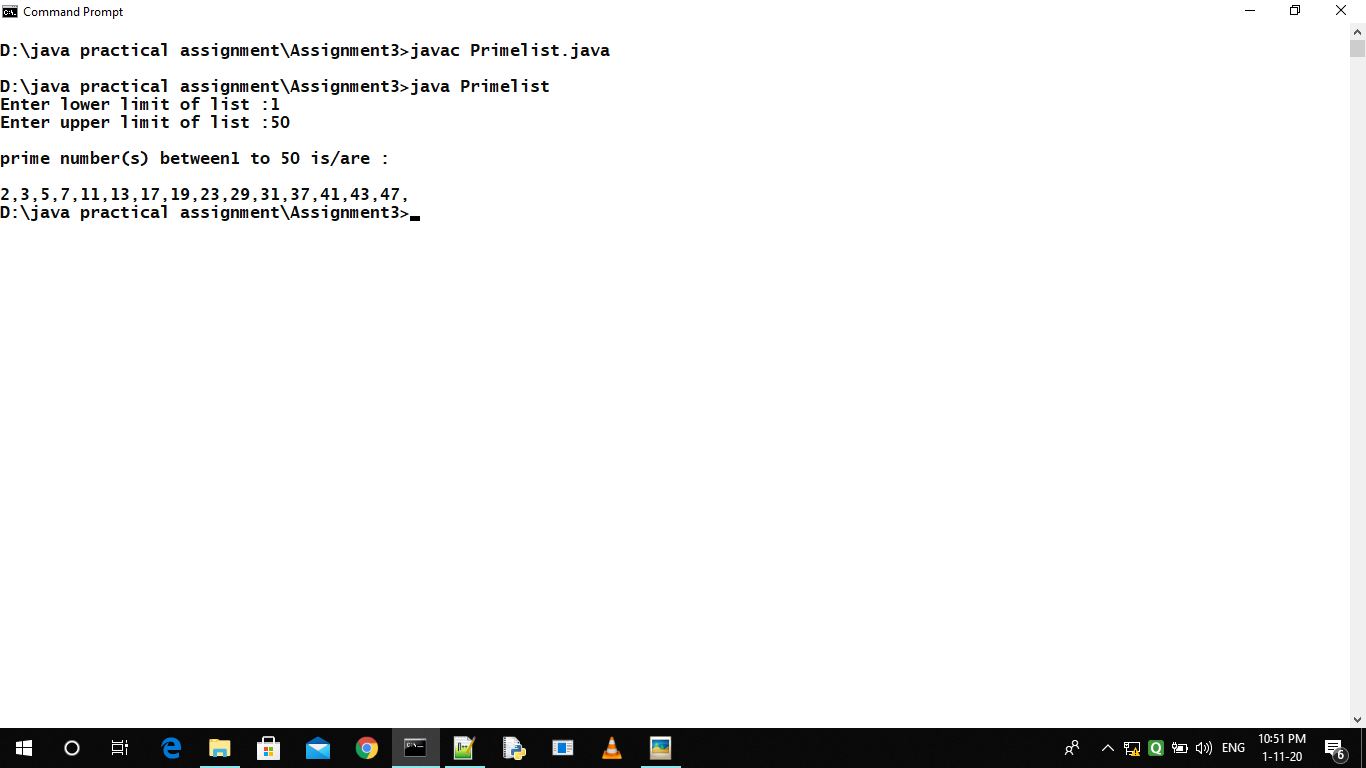 Command Prompt
D:\java practical assignment\Assignment3>javac Primelist.java
D:\java practical assignment\Assignment3>java Primelist
Enter lower limit of list :1
Enter upper limit of list :50
prime number(s) between1 to 50 is/are :
2,3,5,7,11,13,17,19,23,29,31,37,41,43,47,
D:\java practical assignment\Assignment3>
ENG
10:51 PM
1-11-20
6